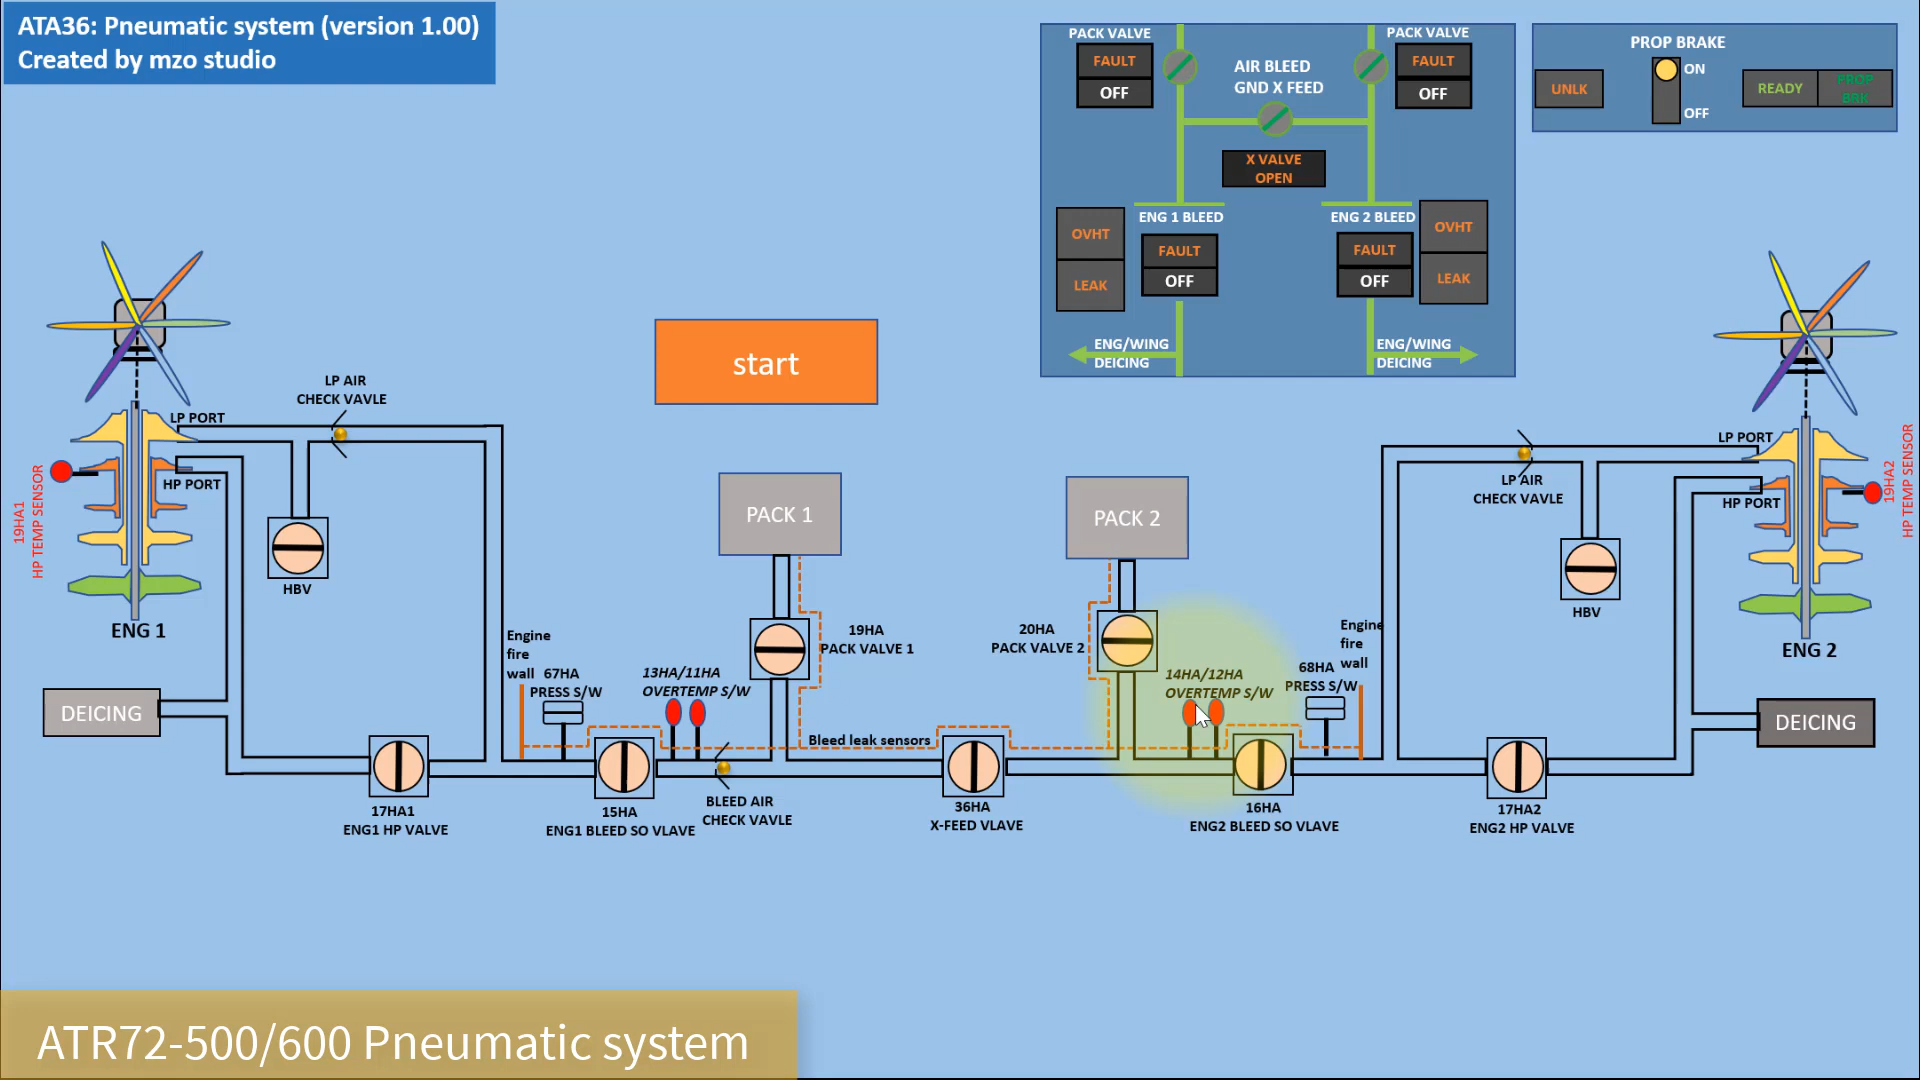 ATA36: Pneumatic system (version 1.00)
Created by mzo studio
PACK VALVE
FAULT
OFF
AIR BLEED
GND X FEED
PACK VALVE
FAULT
OFF
X VALVE
OPEN
ENG 1 BLEED
ENG 2 BLEED
OVHT
LEAK
FAULT
OFF
FAULT
OFF
OVHT
LEAK
ENG/WING
DEICING
ENG/WING
DEICING
PROP BRAKE
UNLK
ON
OFF
READY
PROP
BRK
start
LP AIR
CHECK VAVLE
LP PORT
HP PORT
19HA1
HP TEMP SENSOR
HBV
ENG 1
DEICING
17HA1
ENG1 HP VALVE
Engine
fire
wall
67HA
PRESS S/W
13HA/11HA
OVERTEMP S/W
15HA
ENG1 BLEED SO VLAVE
BLEED AIR
CHECK VAVLE
PACK 1
19HA
PACK VALVE 1
Bleed leak sensors
36HA
X-FEED VLAVE
PACK 2
20HA
PACK VALVE 2
14HA/12HA
OVERTEMP S/W
16HA
ENG2 BLEED SO VLAVE
68HA
PRESS S/W
Engine
fire
wall
17HA2
ENG2 HP VALVE
LP AIR
CHECK VAVLE
LP PORT
HP PORT
19HA2
HP TEMP SENSOR
HBV
ENG 2
DEICING
ATR72-500/600 Pneumatic system